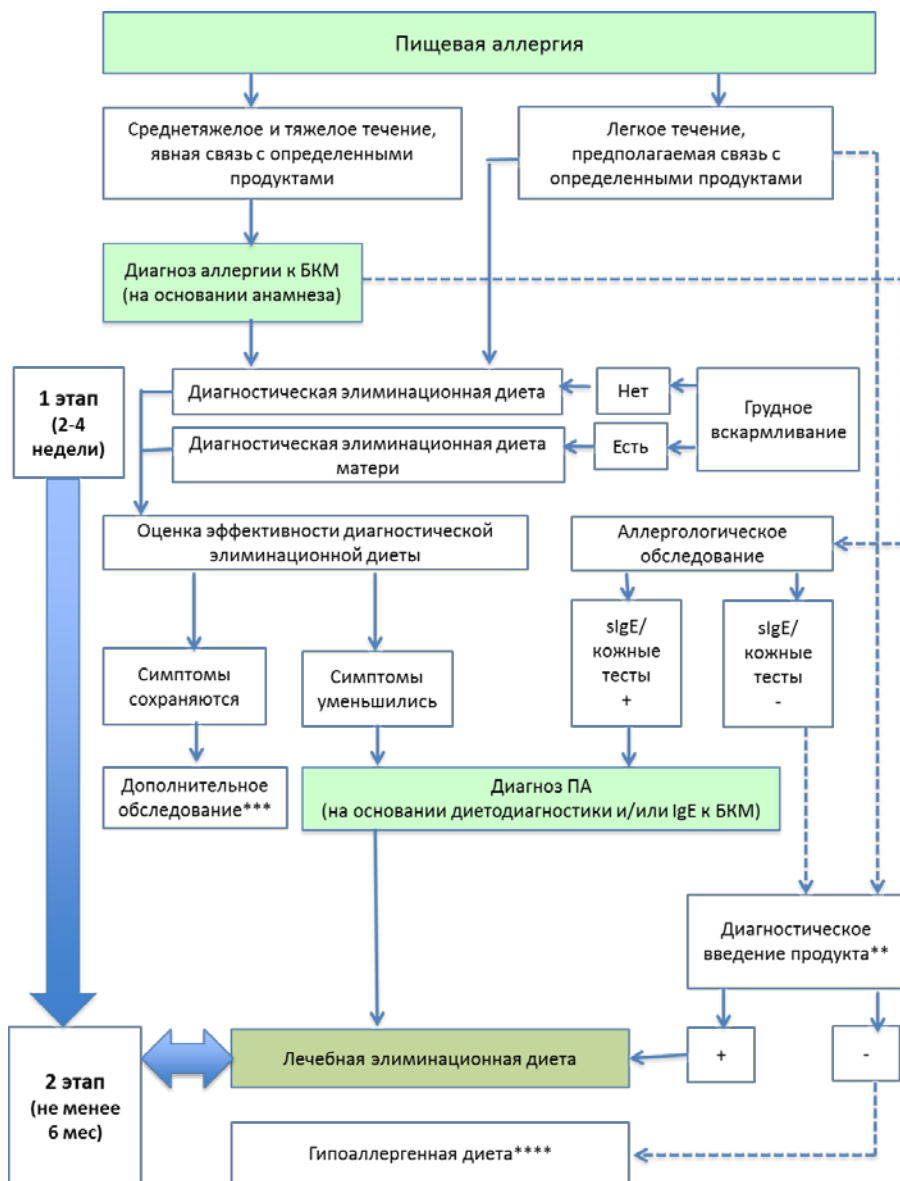 Пищевая аллергия
Среднетяжелое и тяжелое течение,
явная связь с определенными
продуктами
Легкое течение,
предполагаемая связь с
определенными продуктами
Диагноз аллергии к БКМ
(на основании анамнеза)
1 этап
(2-4
недели)
Диагностическая элиминационная диета
Нет
Грудное
вскармливание
Диагностическая элиминационная диета
матери
Есть
Оценка эффективности диагностической
элиминационной диеты
Аллергологическое
обследование
sIgE/
кожные
тесты
+
sIgE/
кожные
тесты
-
Симптомы
сохраняются
Симптомы
уменьшились
Дополнительное
обследование***
Диагноз ПА
(на основании диетодиагностики и/или IgE к БКМ)
Диагностическое
введение продукта**
2 этап
(не менее
6 мес)
Лечебная элиминационная диета
+
-
Гипоаллергенная диета****